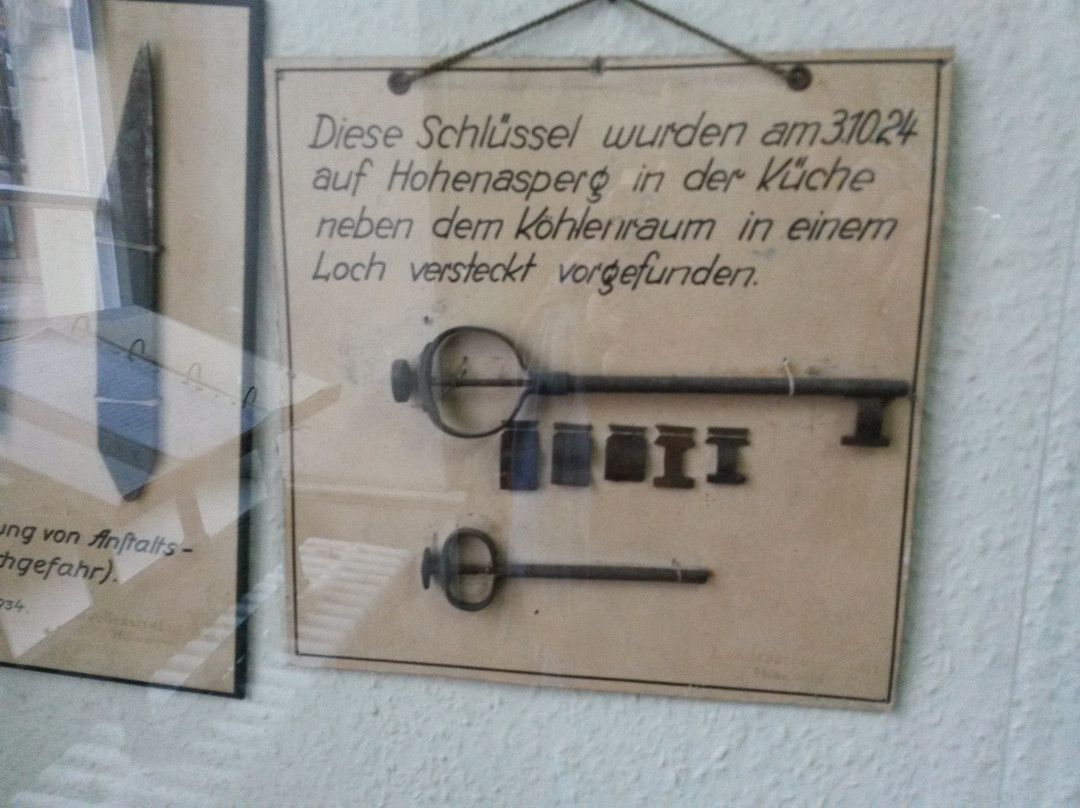 Diese Schlüssel wurden am 3.10.24
auf Hohenasperg in der Küche
neben dem Kohlenraum in einem
Loch versteckt vorgefunden.
ung von Anstalts-
hgefahr).
934.